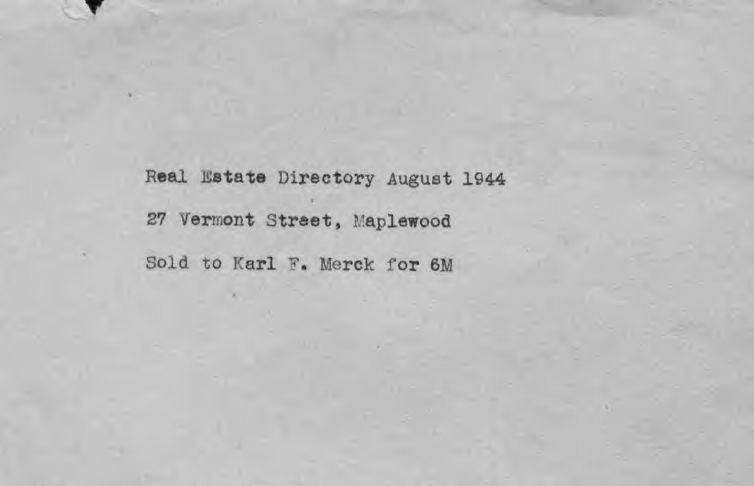 Real Estate Directory August 1944
27 Vermont Street, Maplewood
Sold to Karl F. Merck for 6M